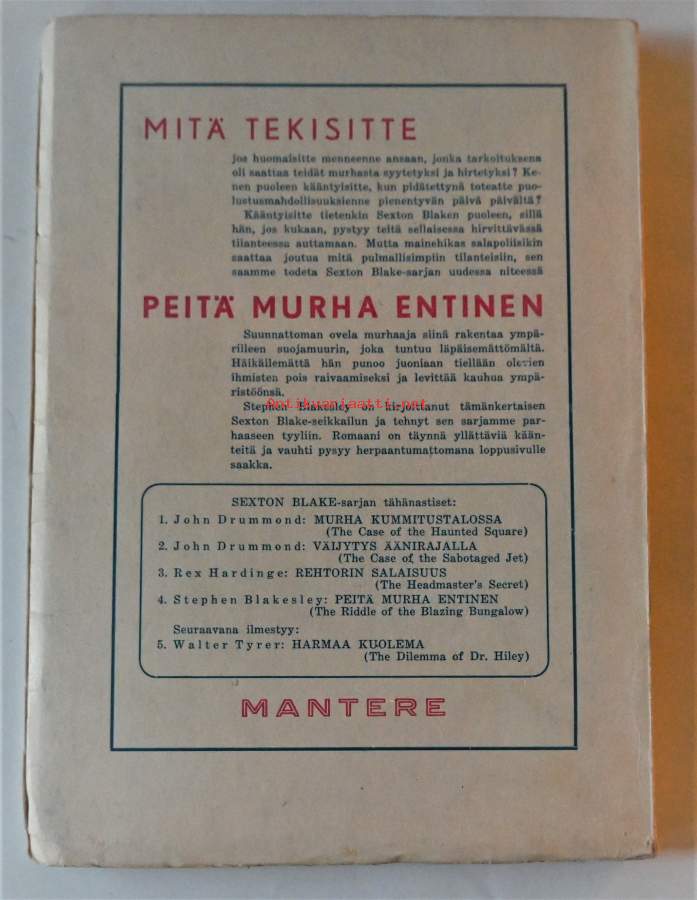 MITÄ TEKISITTE
jos huomaisitte menneenne ansaan, jonka tarkoituksena
oli saattaa teidät murhasta syytetyksi ja hirtetyksi? Ke-
nen puoleen kääntyisitte, kun pidätettynä toteatte puo-
lustusmahdollisuuksienne pienentyvän päivä päivältä?
Kääntyisitte tietenkin Sexton Blaken puoleen, sillä
hän, jos kukaan, pystyy teitä sellaisessa hirvittävässä
tilanteessa auttamaan. Mutta mainehikas salapoliisikin
saattaa joutua mitä pulmallisimpiin tilanteisiin, sen
saamme todeta Sexton Blake-sarjan uudessa niteessä
PEITÄ MURHA ENTINEN
Suunnattoman ovela murhaaja siinä rakentaa ympä-
rilleen suojamuurin, joka tuntuu läpäisemättömältä.
Häikäilemättä hän punoo juoniaan tiellään olevien
ihmisten pois raivaamiseksi ja levittää kauhua ympä-
ristöönsä.
Antikvariaatti.net
Stephen Blakesley on kirjoittanut tämänkertaisen
Sexton Blake-seikkailun ja tehnyt sen sarjamme par-
haaseen tyyliin. Romaani on täynnä yllättäviä kään-
teitä ja vauhti pysyy herpaantumattomana loppusivulle
saakka.
SEXTON BLAKE-sarjan tähänastiset:
1. John Drummond: MURHA KUMMITUSTALOSSA
(The Case of the Haunted Square)
2. John Drummond: VÄIJYTYS ÄÄNIRAJALLA
(The Case of the Sabotaged Jet)
3. Rex Hardinge: REHTORIN SALAISUUS
(The Headmaster's Secret)
4. Stephen Blakesley: PEITÄ MURHA ENTINEN
(The Riddle of the Blazing Bungalow)
Seuraavana ilmestyy:
5. Walter Tyrer: HARMAA KUOLEMA
(The Dilemma of Dr. Hiley)
MANTERE